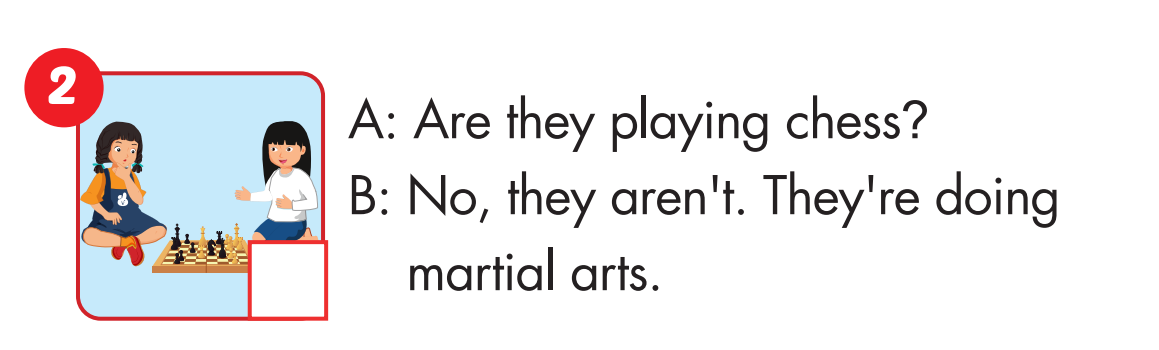 2
A: Are they playing chess?
B: No, they aren't. They're doing
martial arts.